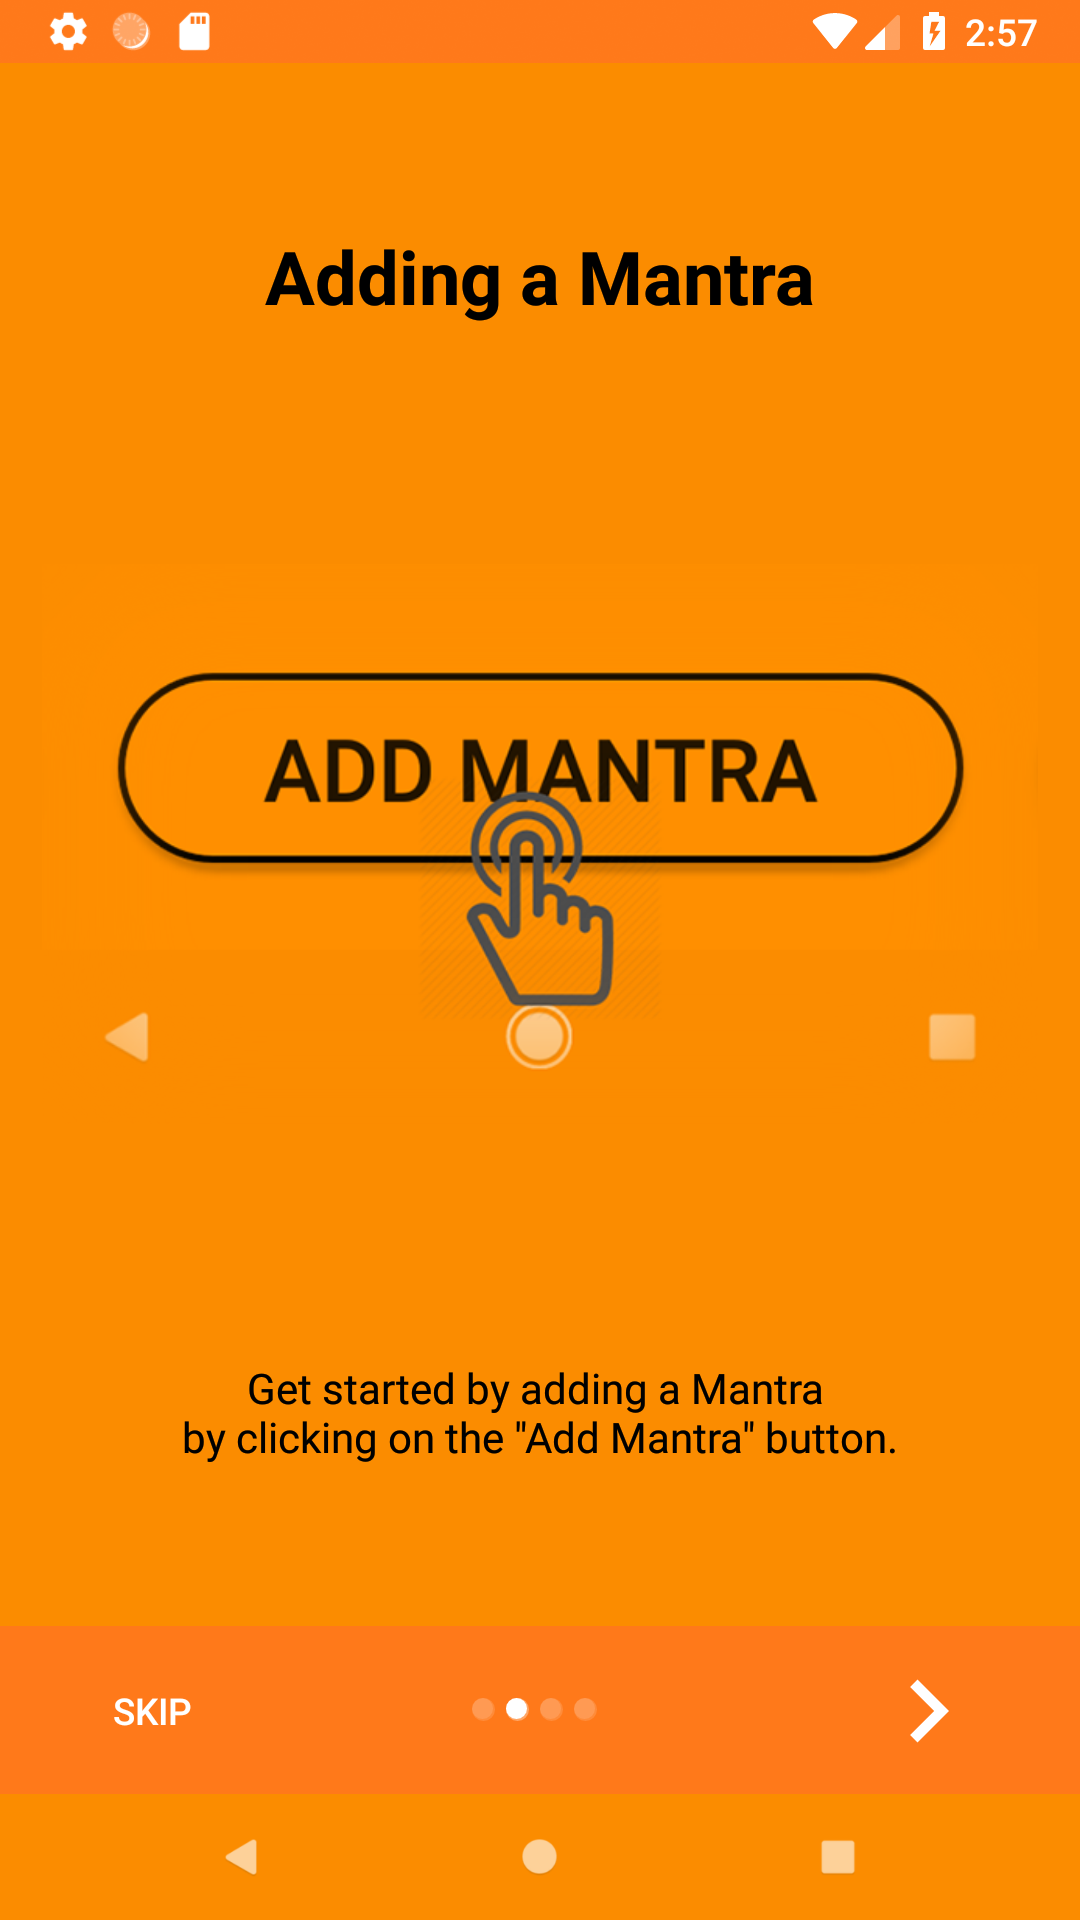 2:57
Adding a Mantra
ADD MANTRA
Get started by adding a Mantra
by clicking on the "Add Mantra" button.
SKIP